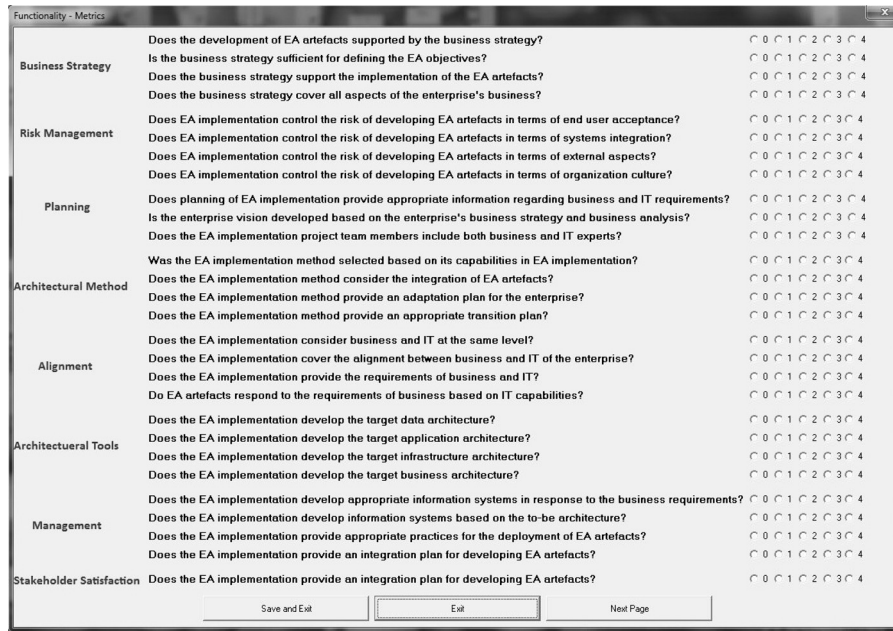 Functionality - Metrics
x
Does the development of EA artefacts supported by the business strategy? 0 1 2 3 4
Business Strategy
Is the business strategy sufficient for defining the EA objectives? 0 1 2 3 4
Does the business strategy support the implementation of the EA artefacts? 0 1 2 3 4
Does the business strategy cover all aspects of the enterprise's business? 0 1 2 3 4
Does EA implementation control the risk of developing EA artefacts in terms of end user acceptance? 0 1 2 3 4
Risk Management
Does EA implementation control the risk of developing EA artefacts in terms of systems integration? 0 1 2 3 4
Does EA implementation control the risk of developing EA artefacts in terms of external aspects? 0 1 2 3 4
Does EA implementation control the risk of developing EA artefacts in terms of organization culture? 0 1 2 3 4
Does planning of EA implementation provide appropriate information regarding business and IT requirements? 0 1 2 3 4
Planning
Is the enterprise vision developed based on the enterprise's business strategy and business analysis? 0 1 2 3 4
Does the EA implementation project team members include both business and IT experts? 0 1 2 3 4
Was the EA implementation method selected based on its capabilities in EA implementation? 0 1 2 3 4
Does the EA implementation method consider the integration of EA artefacts? 0 1 2 3 4
Architectural Method
Does the EA implementation method provide an adaptation plan for the enterprise? 0 1 2 3 4
Does the EA implementation method provide an appropriate transition plan? 0 1 2 3 4
Does the EA implementation consider business and IT at the same level? 0 1 2 3 4
Does the EA implementation cover the alignment between business and IT of the enterprise? 0 1 2 3 4
Alignment
Does the EA implementation provide the requirements of business and IT? 0 1 2 3 4
Do EA artefacts respond to the requirements of business based on IT capabilities? 0 1 2 3 4
Does the EA implementation develop the target data architecture? 0 1 2 3 4
Does the EA implementation develop the target application architecture? 0 1 2 3 4
Architectueral Tools
Does the EA implementation develop the target infrastructure architecture? 0 1 2 3 4
Does the EA implementation develop the target business architecture? 0 1 2 3 4
Does the EA implementation develop appropriate information systems in response to the business requirements? 0 1 2 3 4
Does the EA implementation develop information systems based on the to-be architecture? 0 1 2 3 4
Management
Does the EA implementation provide appropriate practices for the deployment of EA artefacts? 0 1 2 3 4
Does the EA implementation provide an integration plan for developing EA artefacts? 0 1 2 3 4
Stakeholder Satisfaction Does the EA implementation provide an integration plan for developing EA artefacts? 0 1 2 3 4
Save and Exit Exit Next Page